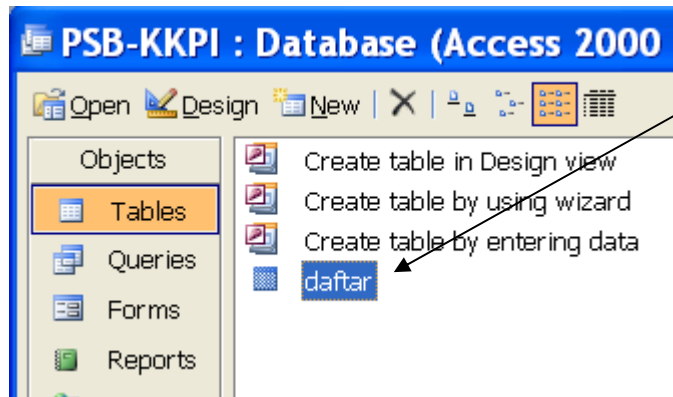 PSB-KKPI : Database (Access 2000
Open Design New
Objects
Tables
Queries
Forms
Reports
Create table in Design view
Create table by using wizard
Create table by entering data
daftar